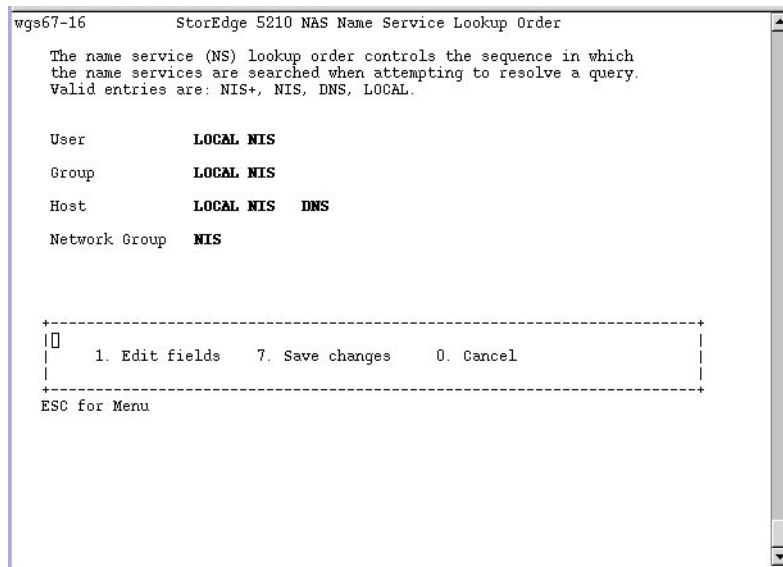 wgs67-16 StorEdge 5210 NAS Name Service Lookup Order
The name service (NS) lookup order controls the sequence in which
the name services are searched when attempting to resolve a query.
Valid entries are: NIS+, NIS, DNS, LOCAL.
User LOCAL NIS
Group LOCAL NIS
Host LOCAL NIS DNS
Network Group NIS
1. Edit fields 7. Save changes 0. Cancel
ESC for Menu